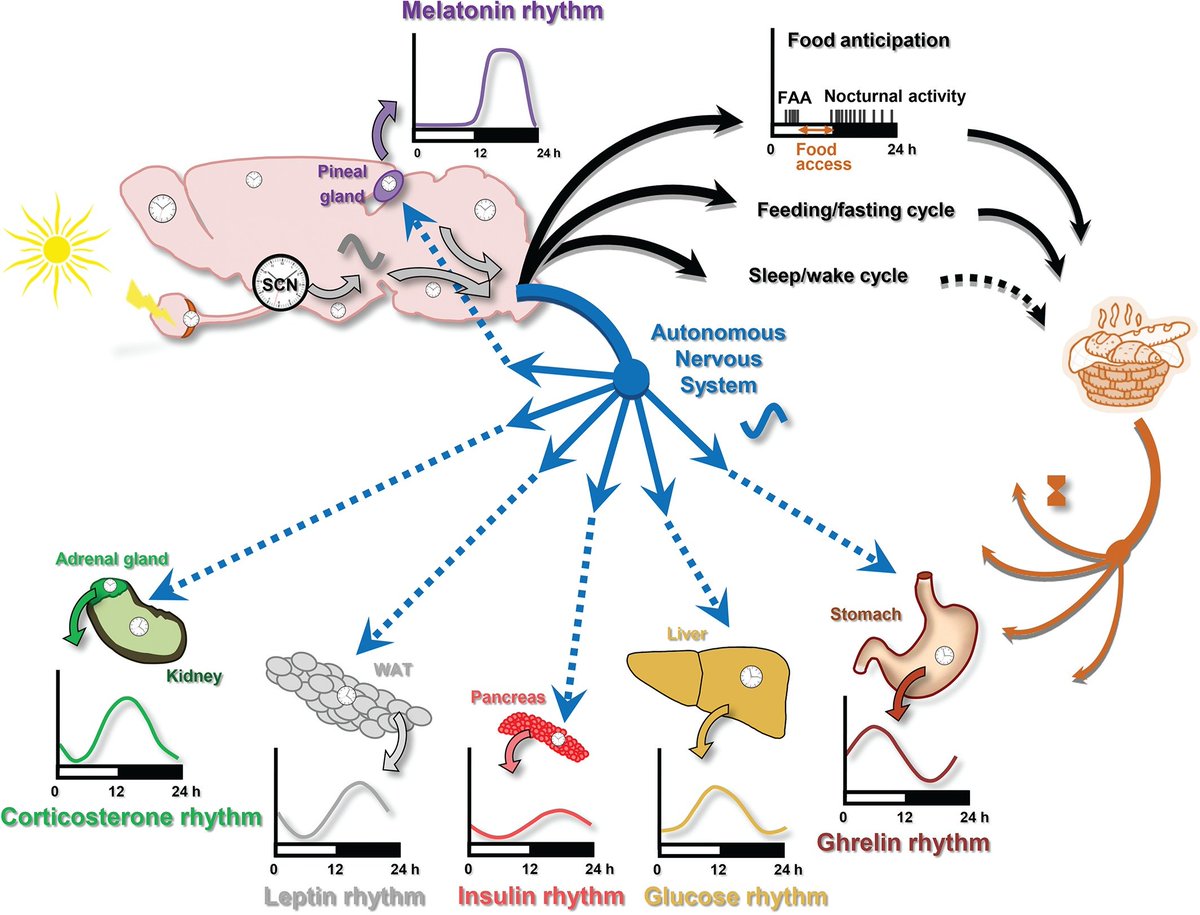 Melatonin rhythm
0
12
24 h
Pineal
gland
SCN
Food anticipation
FAA
Nocturnal activity
0
Food
access
24 h
Feeding/fasting cycle
Sleep/wake cycle
Autonomous
Nervous
System
Adrenal gland
Kidney
0
12
24 h
Corticosterone rhythm
WAT
0
12
24 h
Leptin rhythm
Pancreas
0
12
24 h
Insulin rhythm
Liver
0
12
24 h
Glucose rhythm
Stomach
0
12
24 h
Ghrelin rhythm